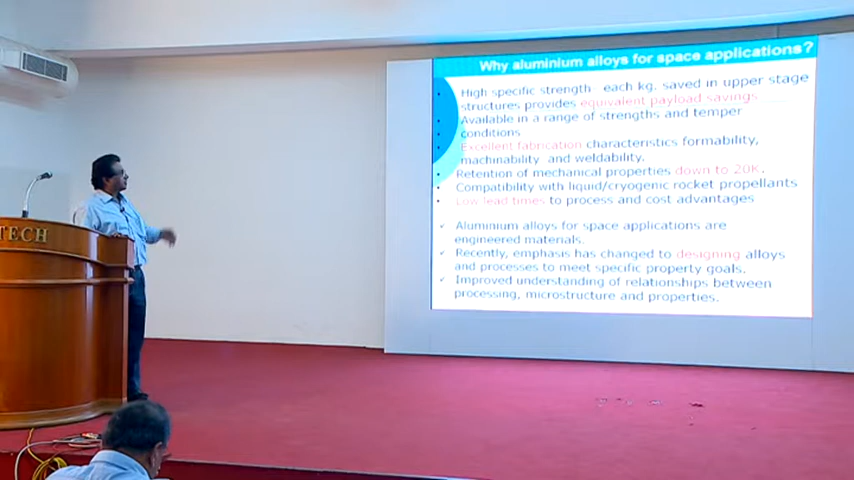 Why aluminium alloys for space applications?
• High specific strength- each kg. saved in upper stage
structures provides equivalent payload savings
• Available in a range of strengths and temper
conditions
• Excellent fabrication characteristics formability,
machinability and weldability.
• Retention of mechanical properties down to 20K.
• Compatibility with liquid/cryogenic rocket propellants
• Low lead times to process and cost advantages
✓ Aluminium alloys for space applications are
engineered materials.
✓ Recently, emphasis has changed to designing alloys
and processes to meet specific property goals.
✓ Improved understanding of relationships between
processing, microstructure and properties.
TECH